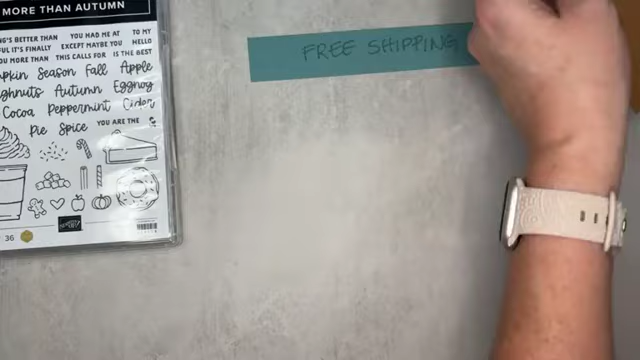 MORE THAN AUTUMN
NG'S BETTER THAN YOU HAD ME AT TO MY
FUL IT'S FINALLY EXCEPT MAYBE YOU HELLO
YOU MORE THAN THIS CALLS FOR IS THE BEST
mpkin Season Fall Apple
ughnuts Autumn Eggnog
Cocoa Peppermint Cider
Pie Spice YOU ARE THE
36
FREE SHIPPING